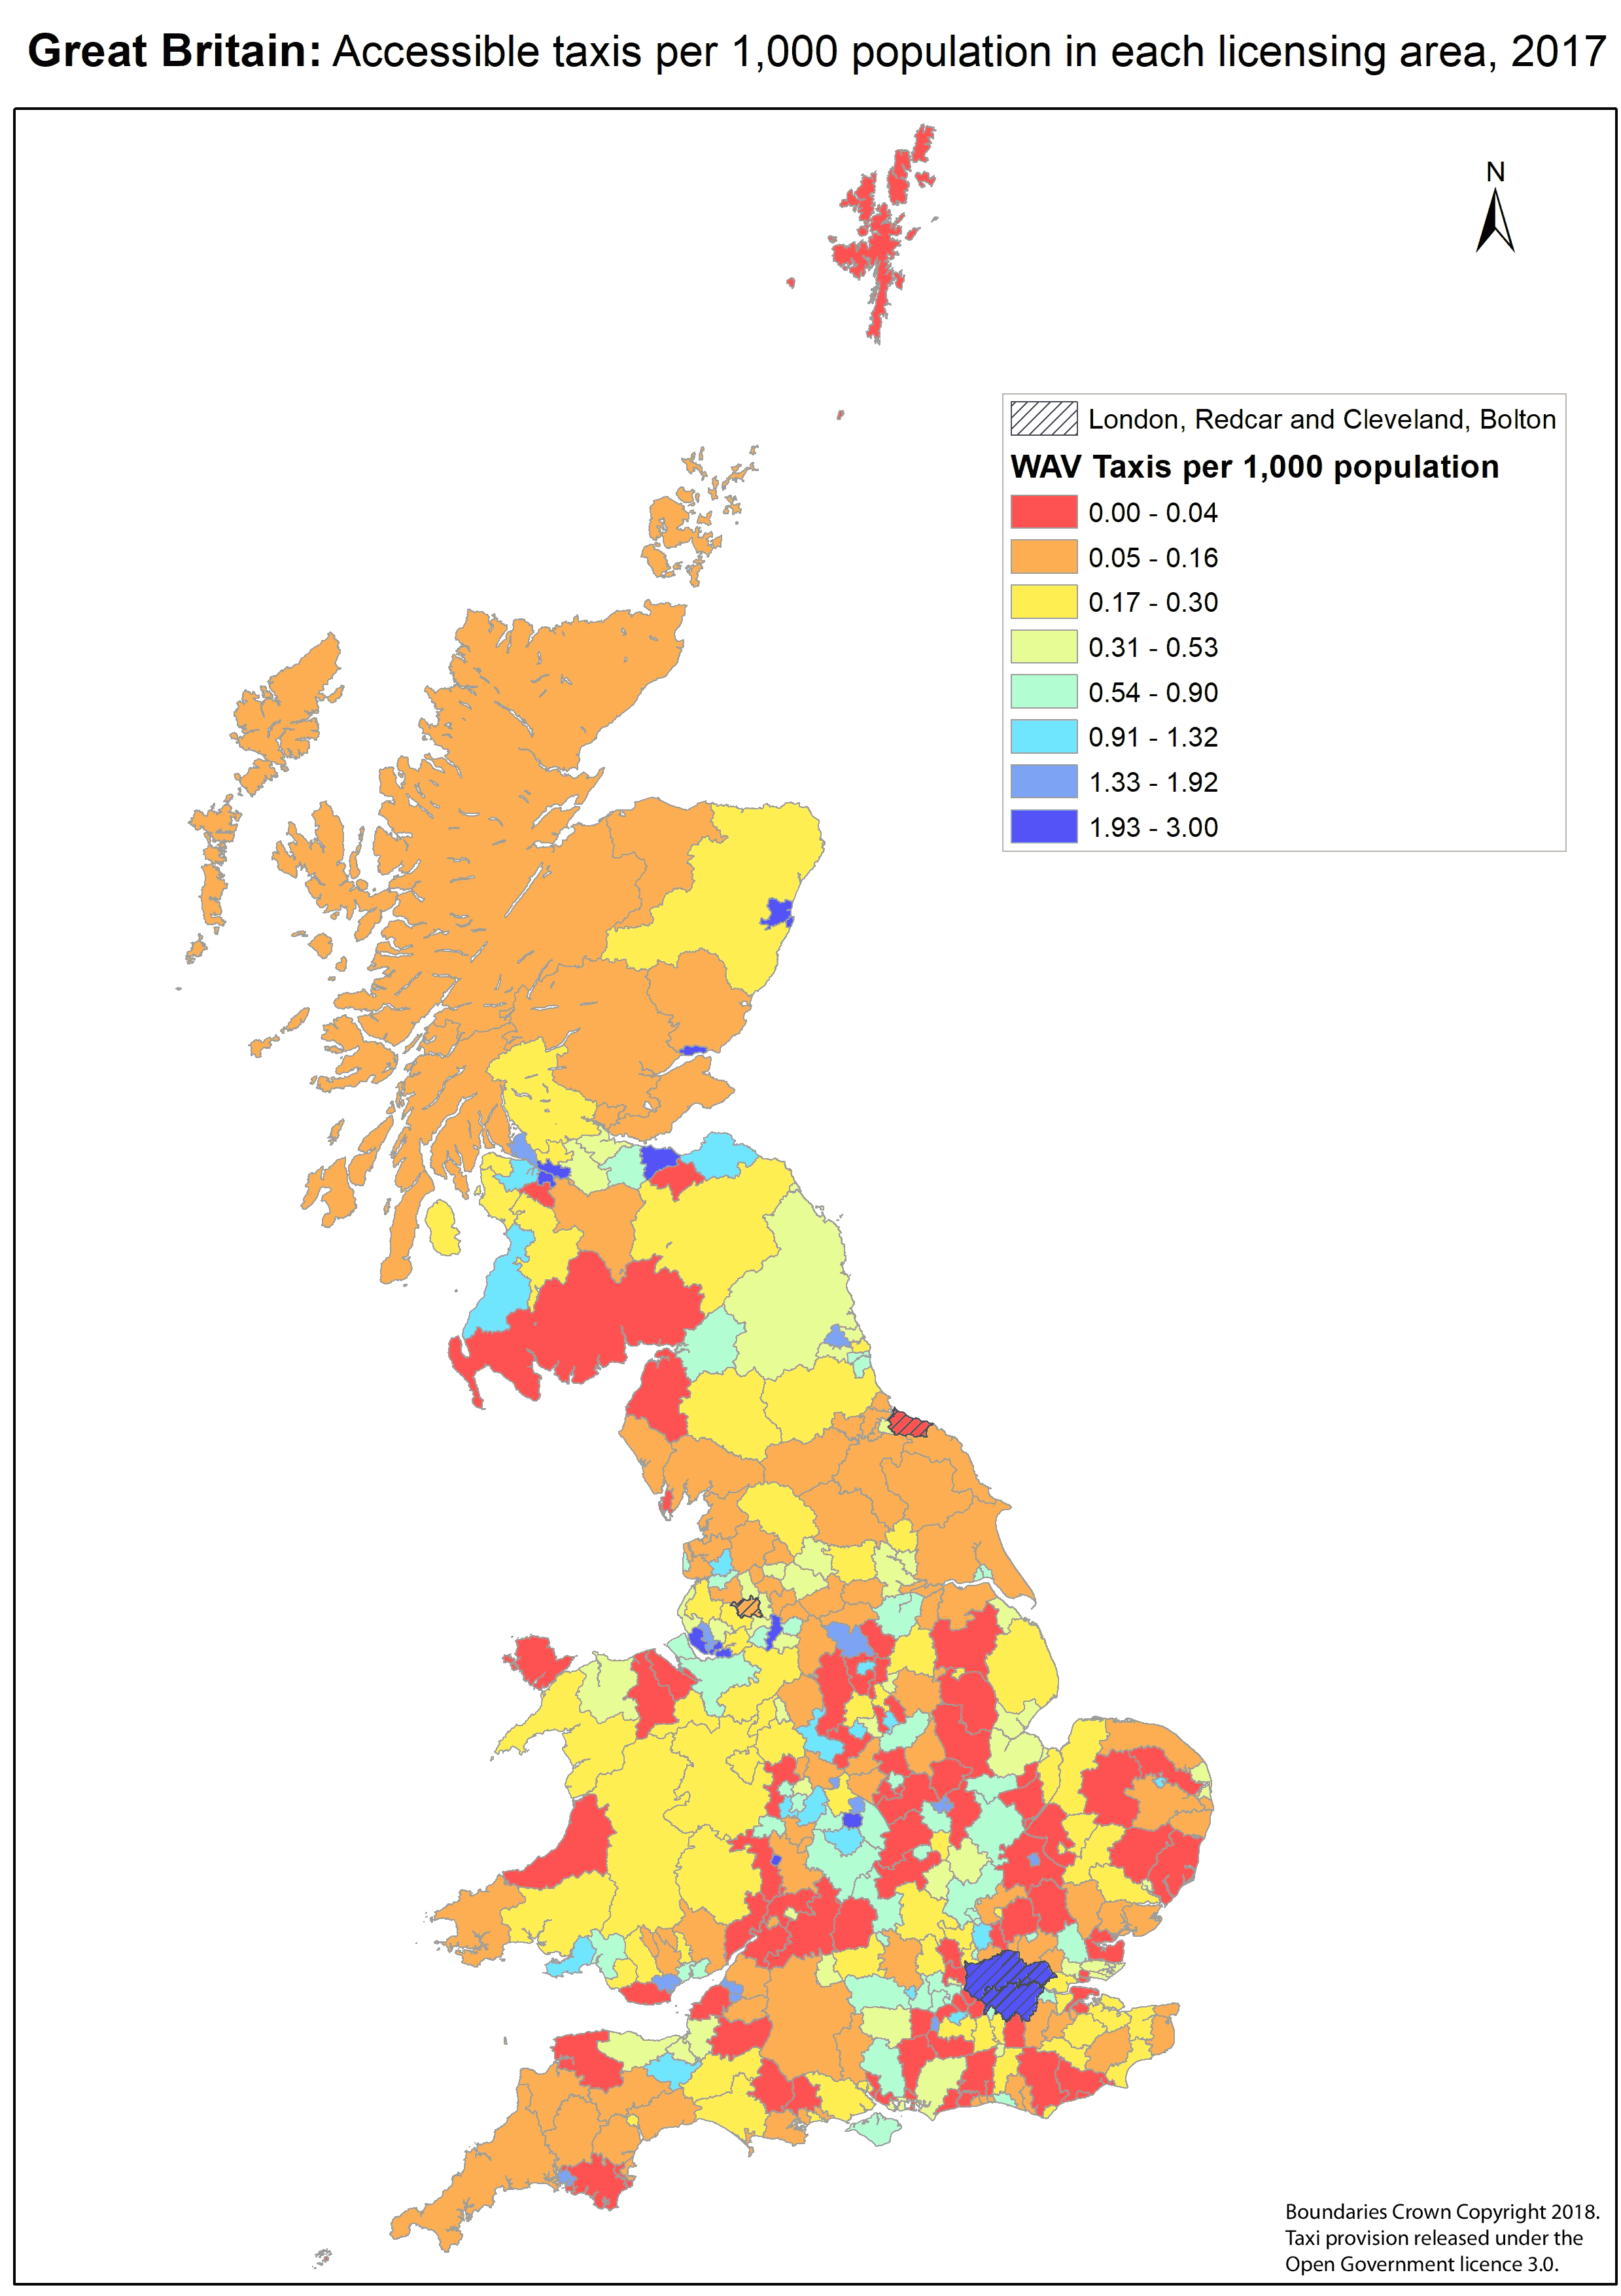 Great Britain: Accessible taxis per 1,000 population in each licensing area, 2017
N
London, Redcar and Cleveland, Bolton
WAV Taxis per 1,000 population
0.00 - 0.04
0.05 - 0.16
0.17 - 0.30
0.31 - 0.53
0.54 - 0.90
0.91 - 1.32
1.33 - 1.92
1.93 - 3.00
Boundaries Crown Copyright 2018.
Taxi provision released under the
Open Government licence 3.0.